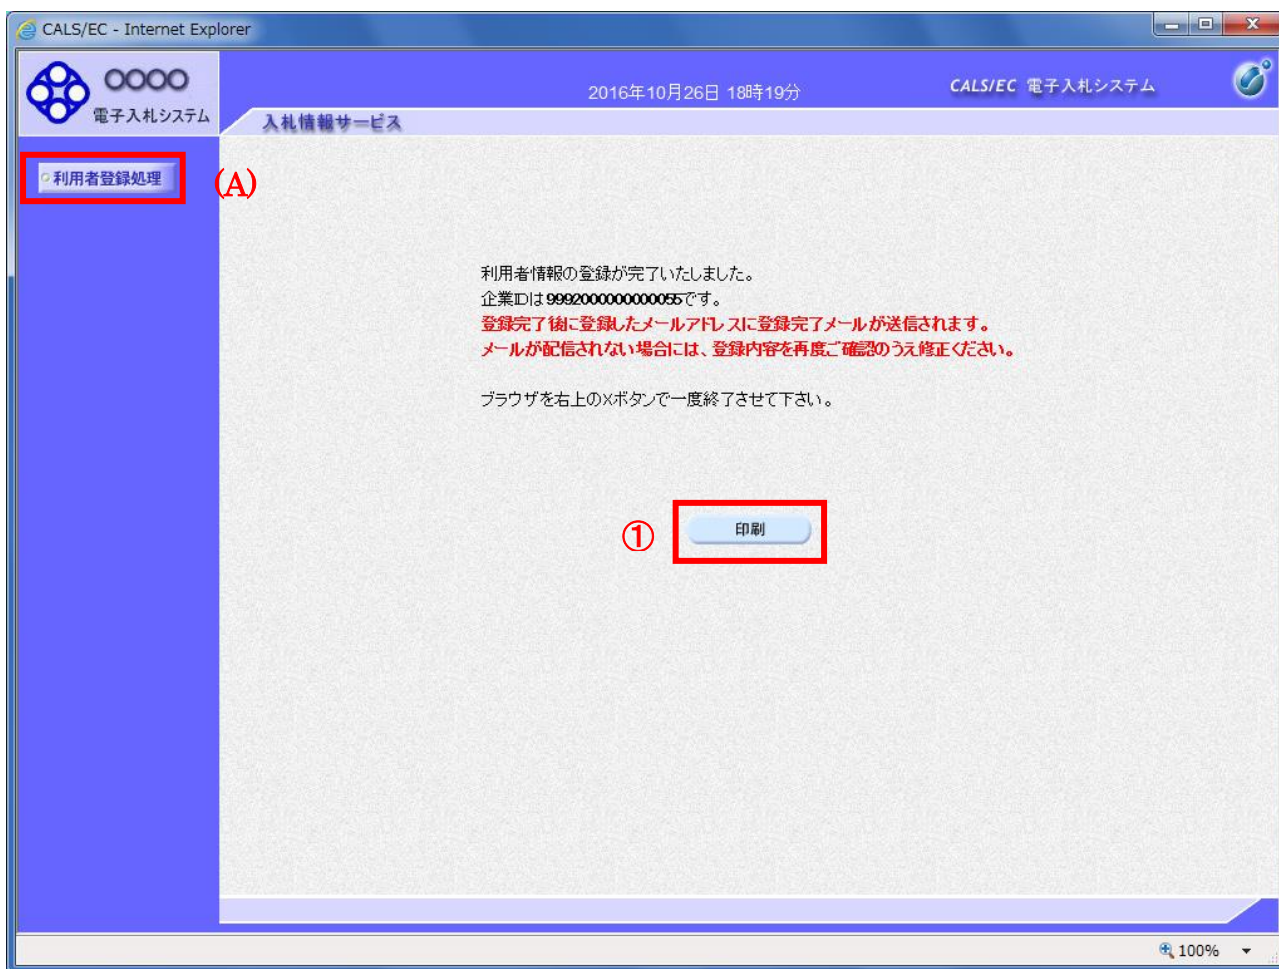 CALS/EC - Internet Explorer
OOOO
電子入札システム
2016年10月26日 18時19分
CALS/EC 電子入札システム
入札情報サービス
利用者登録処理
(A)
利用者情報の登録が完了いたしました。
企業IDは9992000000000055です。
登録完了後に登録したメールアドレスに登録完了メールが送信されます。
メールが配信されない場合には、登録内容を再度ご確認のうえ修正ください。
ブラウザを右上の×ボタンで一度終了させて下さい。
①
印刷
100%